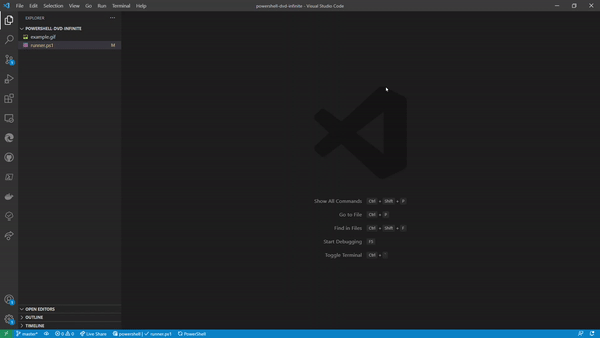 File Edit Selection View Go Run Terminal Help
powershell-dvd-infinite - Visual Studio Code
EXPLORER
POWERSHELL-DVD-INFINITE
example.gif
runner.ps1 M
Show All Commands Ctrl + Shift + P
Go to File Ctrl + P
Find in Files Ctrl + Shift + F
Start Debugging F5
Toggle Terminal Ctrl + `
OPEN EDITORS
OUTLINE
TIMELINE
master* 0 0 Live Share powershell | runner.ps1 PowerShell